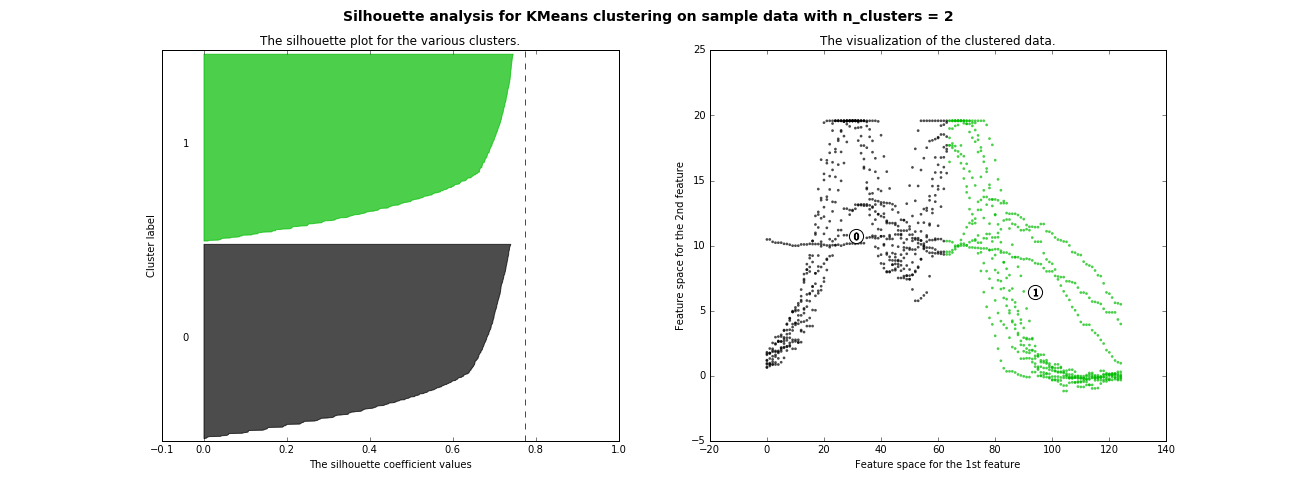 Silhouette analysis for KMeans clustering on sample data with n_clusters = 2
The silhouette plot for the various clusters.
1
0
Cluster label
−0.1 0.0 0.2 0.4 0.6 0.8 1.0
The silhouette coefficient values
The visualization of the clustered data.
25
20
15
10
5
0
−5
Feature space for the 2nd feature
0
1
−20 0 20 40 60 80 100 120 140
Feature space for the 1st feature